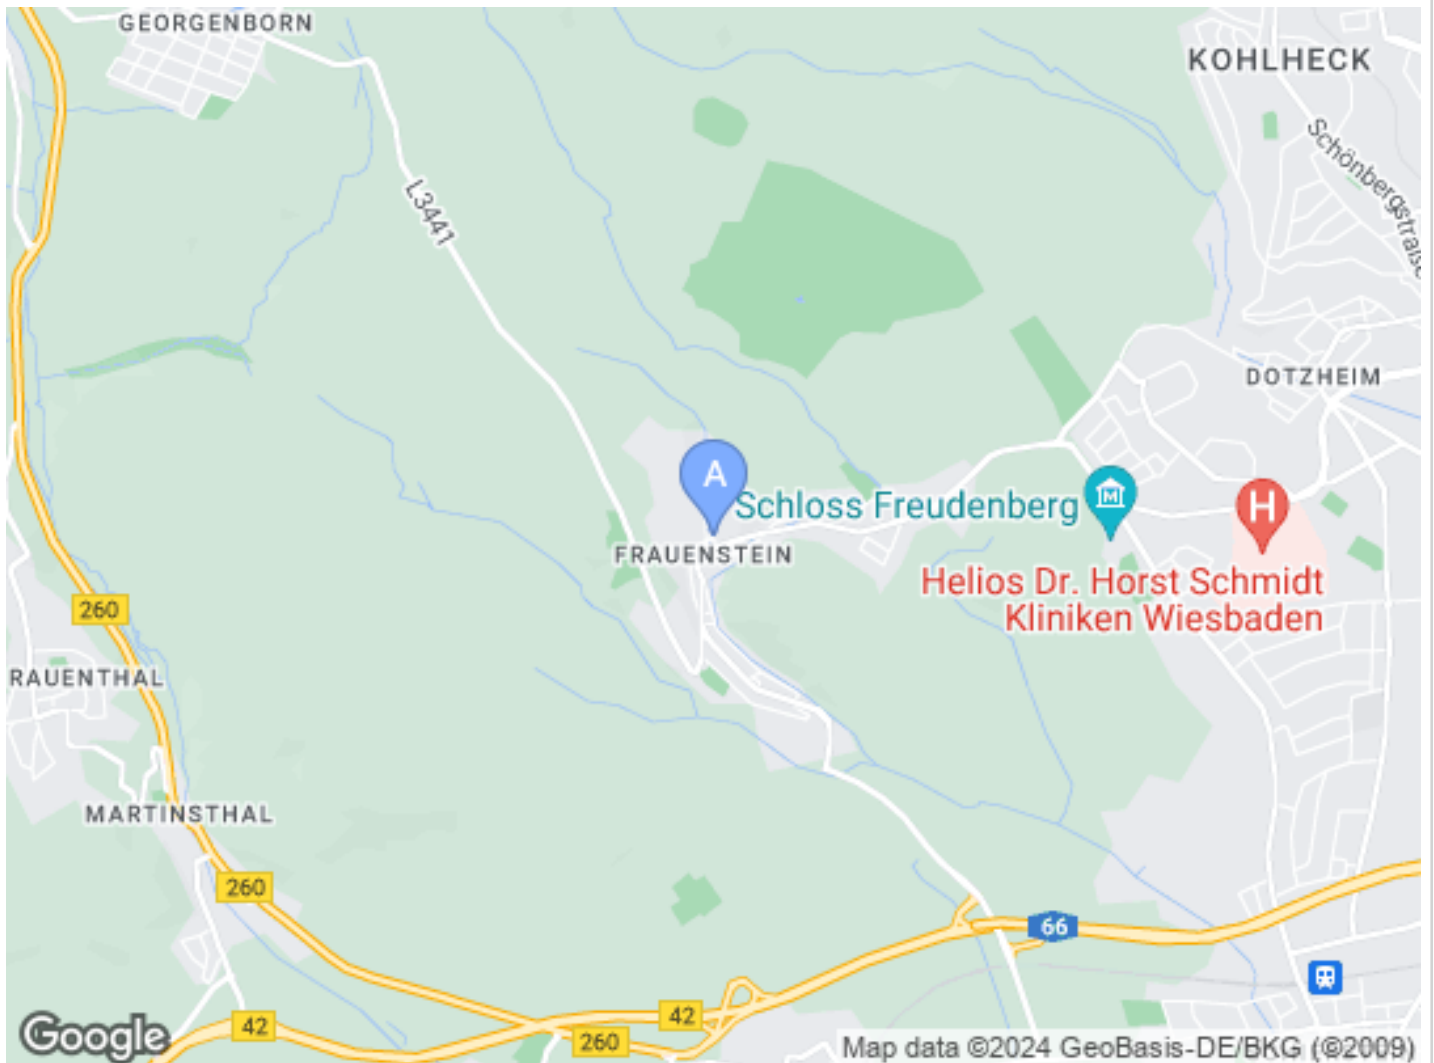 GEORGENBORN
KOHLHECK
Schönbergstraße
L3441
DOTZHEIM
A
Schloss Freudenberg
M
H
FRAUENSTEIN
Helios Dr. Horst Schmidt
Kliniken Wiesbaden
260
RAUENTHAL
MARTINSTHAL
260
66
42
42
260
Google
Map data ©2024 GeoBasis-DE/BKG (©2009)